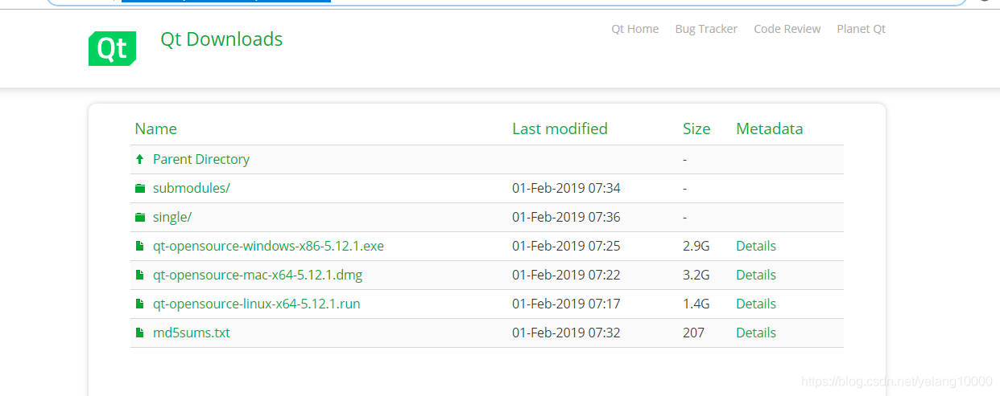 Qt Home Bug Tracker Code Review Planet Qt
Qt Qt Downloads
Name Last modified Size Metadata
Parent Directory -
submodules/ 01-Feb-2019 07:34 -
single/ 01-Feb-2019 07:36 -
qt-opensource-windows-x86-5.12.1.exe 01-Feb-2019 07:25 2.9G Details
qt-opensource-mac-x64-5.12.1.dmg 01-Feb-2019 07:22 3.2G Details
qt-opensource-linux-x64-5.12.1.run 01-Feb-2019 07:17 1.4G Details
md5sums.txt 01-Feb-2019 07:32 207 Details
https://blog.csdn.net/yelang10000